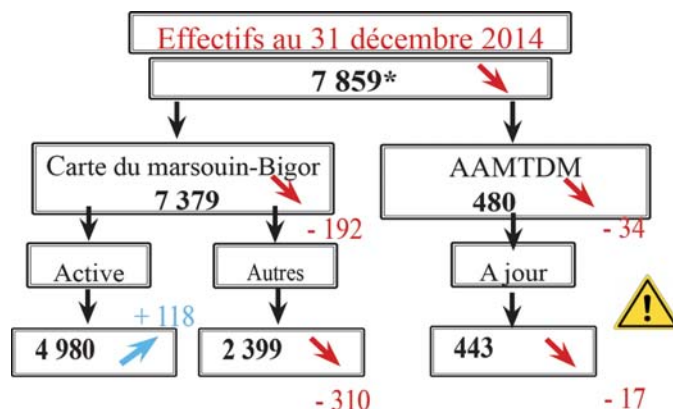 Effectifs au 31 décembre 2014
7 859*
Carte du marsouin-Bigor
7 379
- 192
AAMTDM
480
- 34
Active
Autres
A jour
+ 118
4 980
2 399
- 310
443
- 17
!